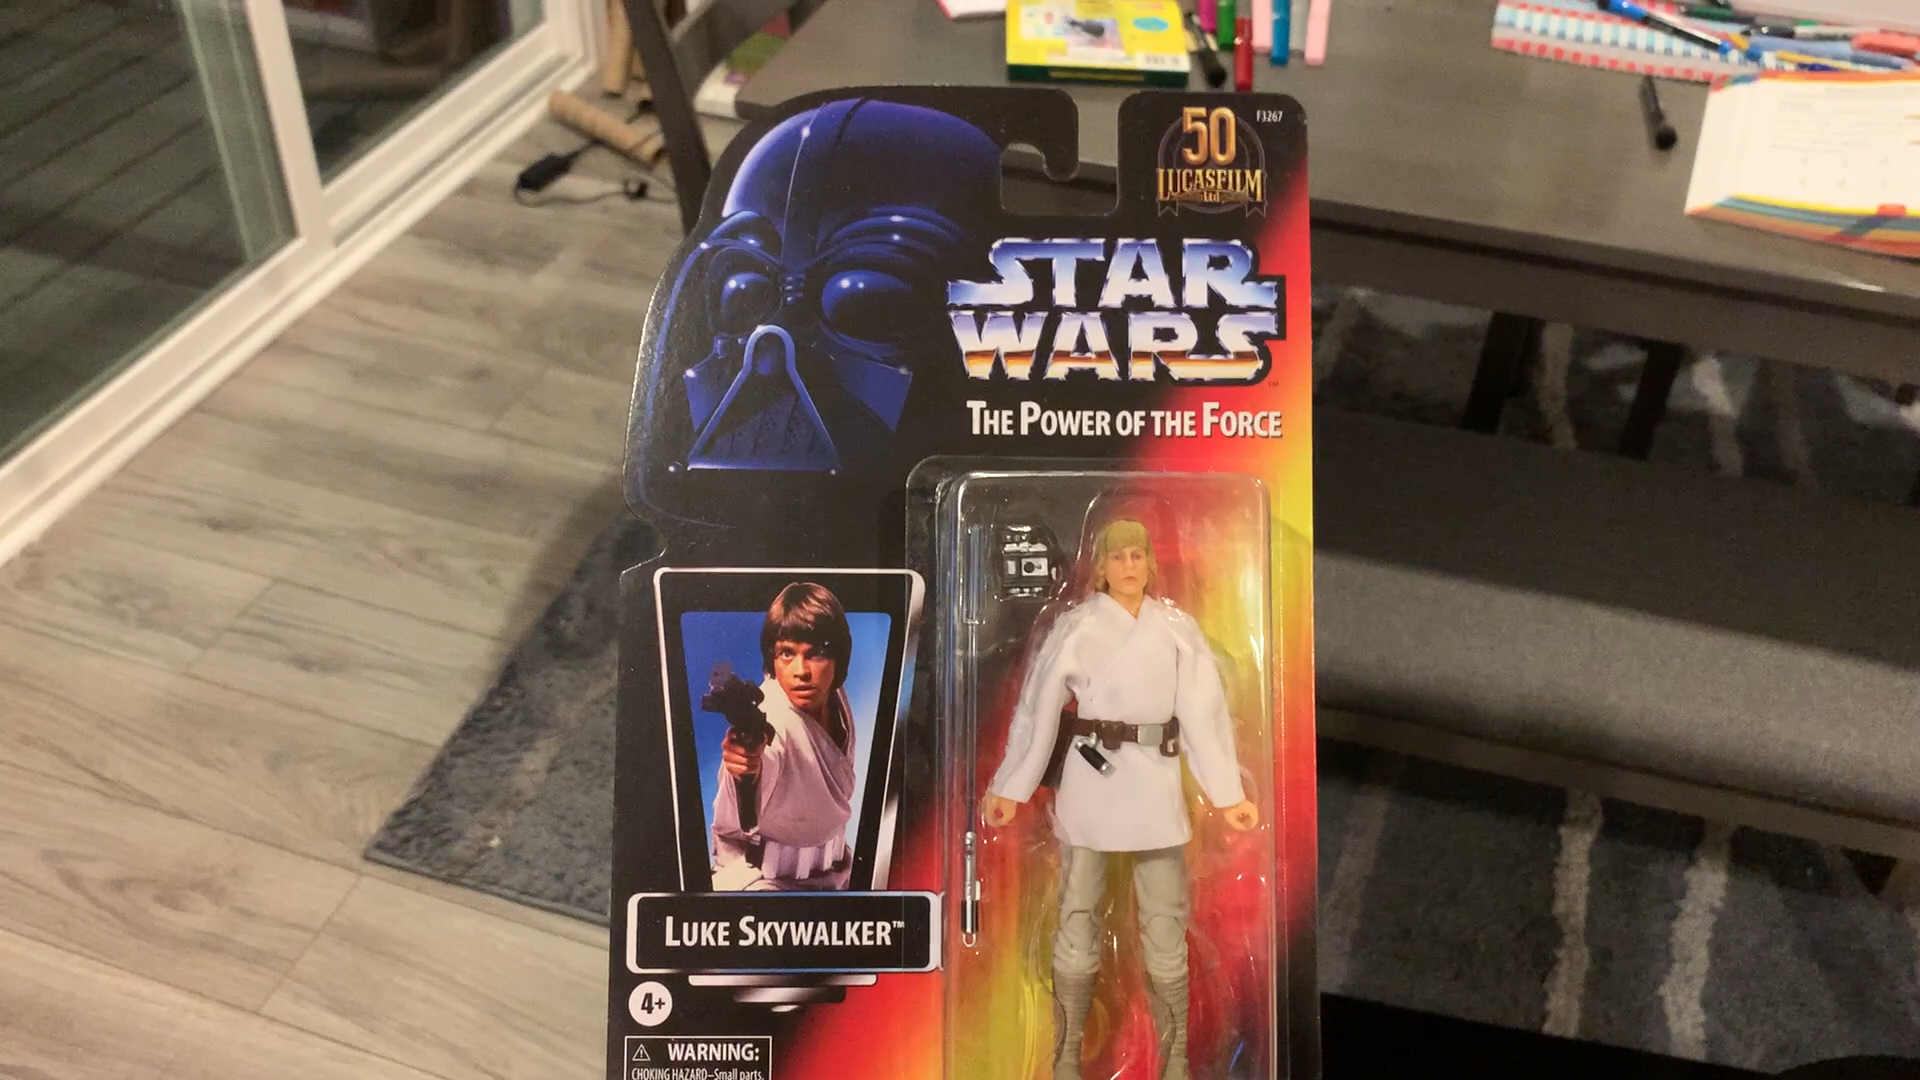 50
LUCASFILM
Ltd
F3267
STAR
WARS
THE POWER OF THE FORCE
LUKE SKYWALKER™
4+
WARNING:
CHOKING HAZARD–Small parts.